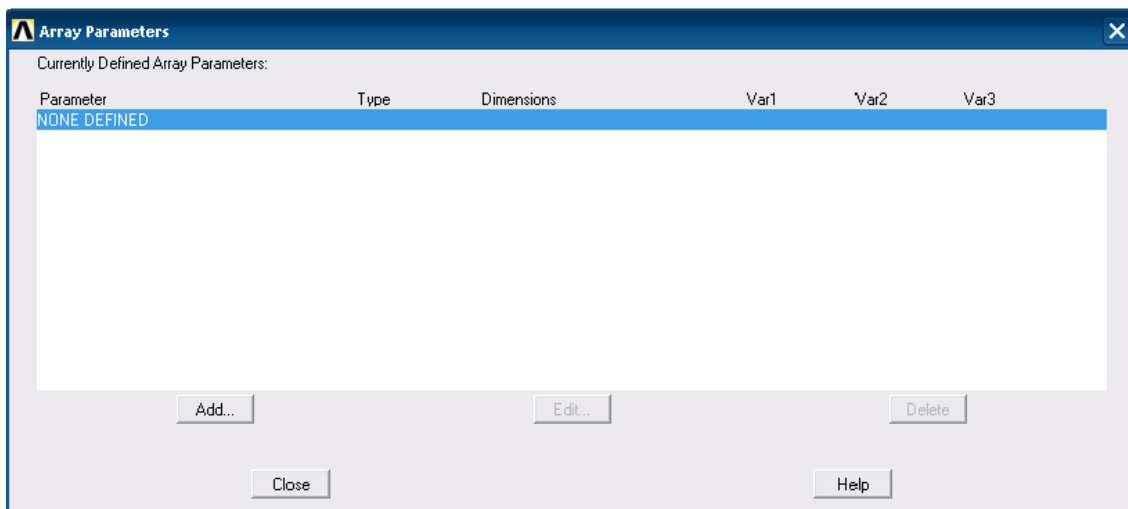 Array Parameters
Currently Defined Array Parameters:
Parameter Type Dimensions Var1 Var2 Var3
NONE DEFINED
Add... Edit... Delete
Close Help